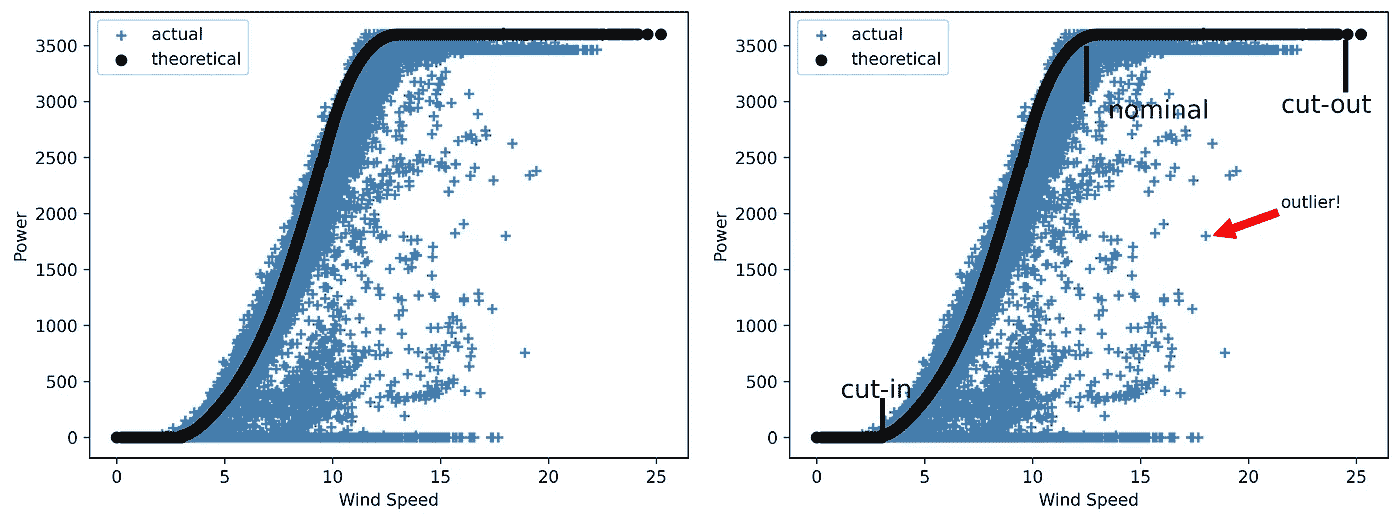 actual
theoretical
3500
3000
2500
2000
1500
1000
500
0
Power
0 5 10 15 20 25
Wind Speed
actual
theoretical
3500
3000
2500
2000
1500
1000
500
0
Power
nominal
cut-out
outlier!
cut-in
0 5 10 15 20 25
Wind Speed